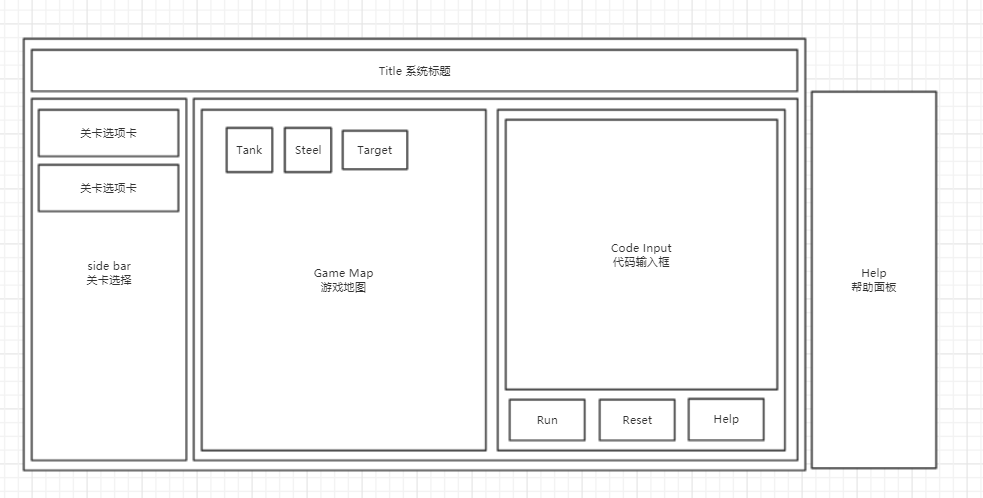 Title 系统标题
关卡选项卡
关卡选项卡
side bar
关卡选择
Tank
Steel
Target
Game Map
游戏地图
Code Input
代码输入框
Run
Reset
Help
Help
帮助面板